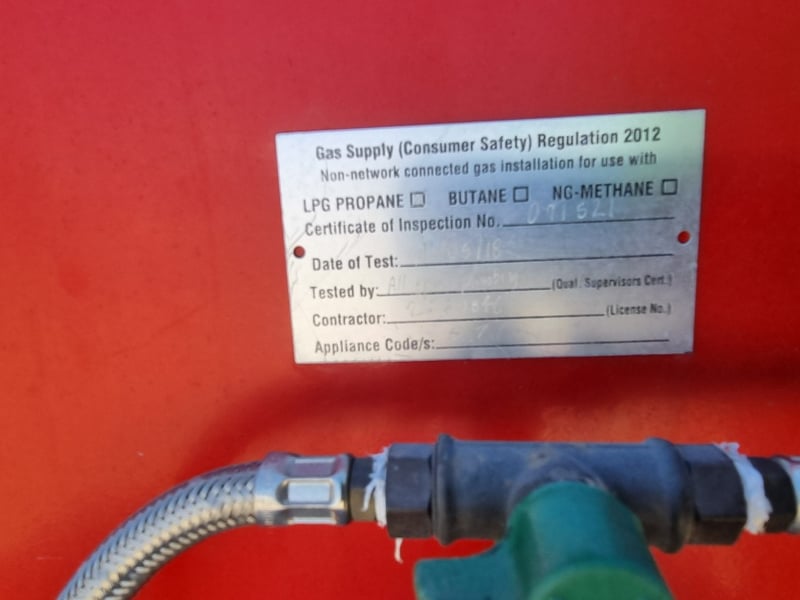 Gas Supply (Consumer Safety) Regulation 2012
Non-network connected gas installation for use with
LPG PROPANE BUTANE NG-METHANE
Certificate of Inspection No.
Date of Test:
Tested by: (Qual. Supervisors Cert.)
Contractor: (License No.)
Appliance Code/s: